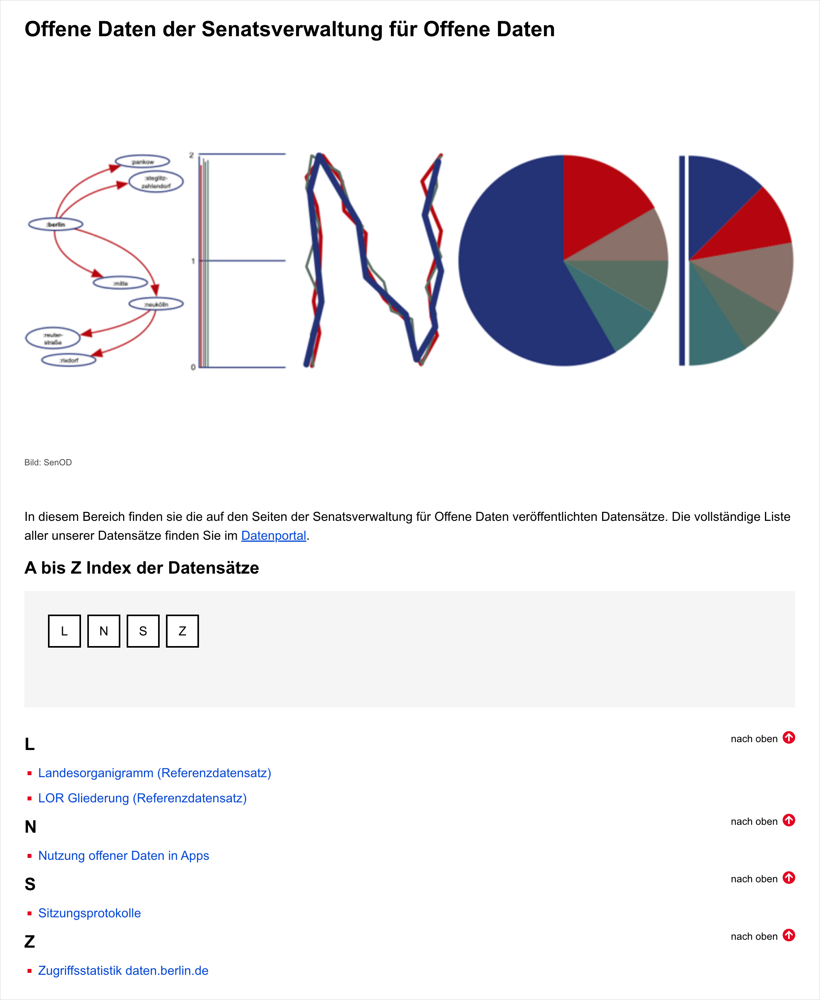 Offene Daten der Senatsverwaltung für Offene Daten
:pankow
:steglitz-
zehlendorf
:berlin
:mitte
:neukölln
:reuter-
straße
:rixdorf
2
1
0
Bild: SenOD
In diesem Bereich finden sie die auf den Seiten der Senatsverwaltung für Offene Daten veröffentlichten Datensätze. Die vollständige Liste
aller unserer Datensätze finden Sie im Datenportal.
A bis Z Index der Datensätze
L N S Z
L nach oben
Landesorganigramm (Referenzdatensatz)
LOR Gliederung (Referenzdatensatz)
N nach oben
Nutzung offener Daten in Apps
S nach oben
Sitzungsprotokolle
Z nach oben
Zugriffsstatistik daten.berlin.de